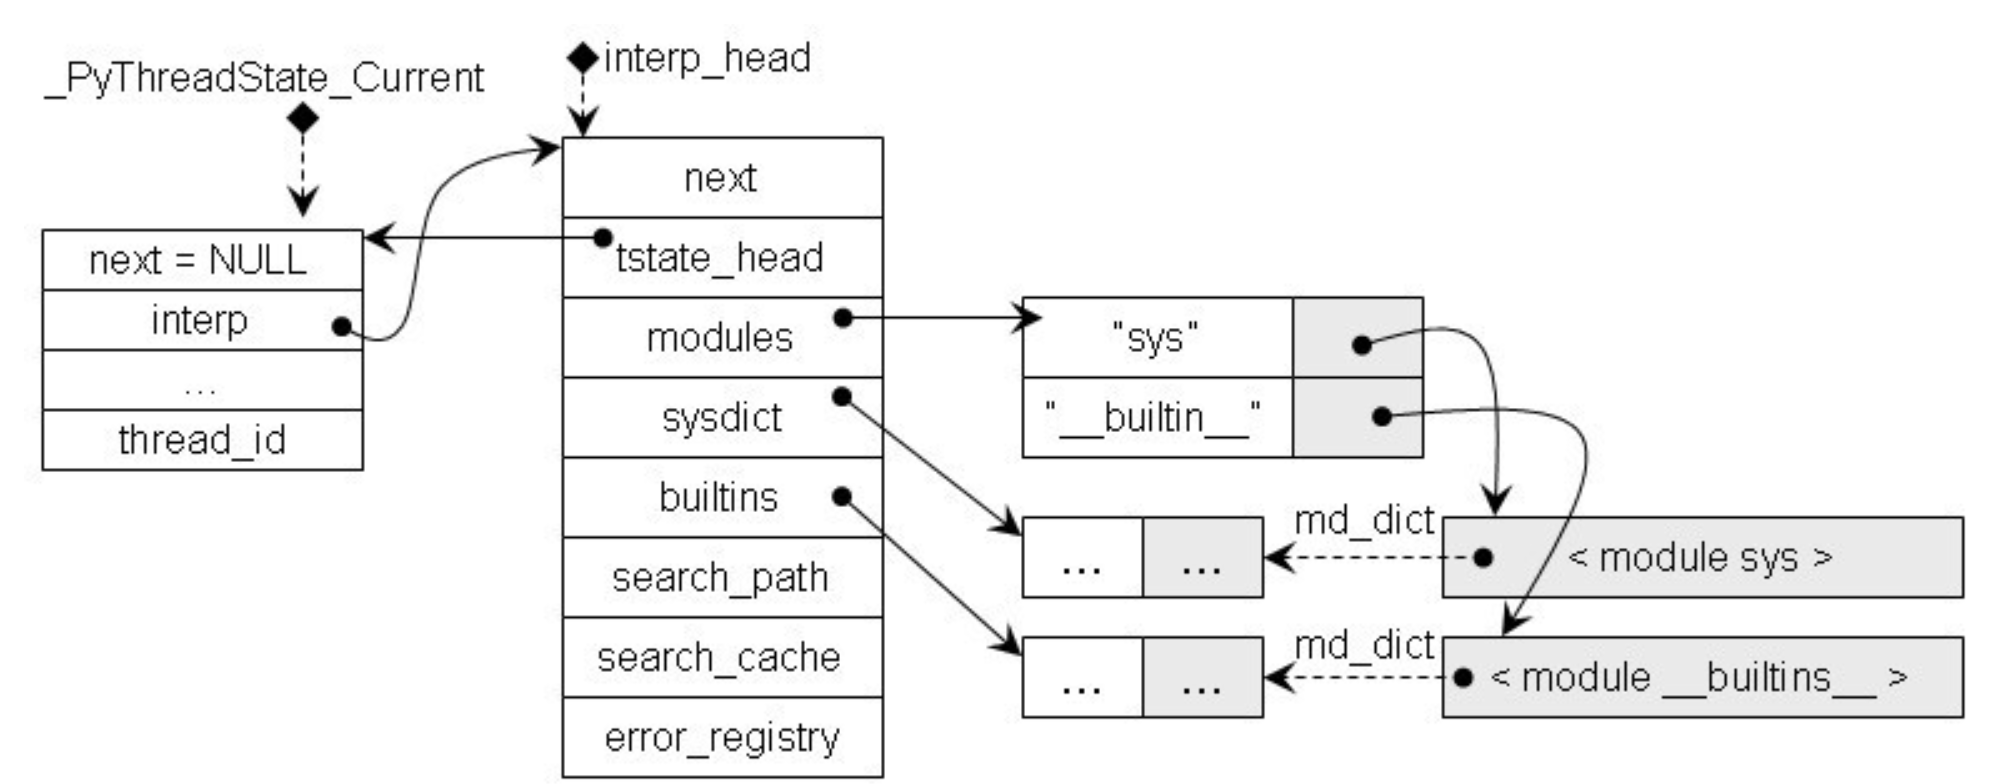 _PyThreadState_Current
interp_head
next = NULL
interp
...
thread_id
next
tstate_head
modules
sysdict
builtins
search_path
search_cache
error_registry
"sys"
"__builtin__"
... ...
md_dict
< module sys >
... ...
md_dict
< module __builtins__ >